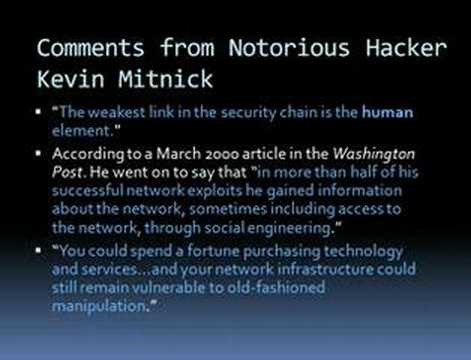 Comments from Notorious Hacker
Kevin Mitnick
▪ "The weakest link in the security chain is the human
element."
▪ According to a March 2000 article in the Washington
Post. He went on to say that "in more than half of his
successful network exploits he gained information
about the network, sometimes including access to
the network, through social engineering."
▪ "You could spend a fortune purchasing technology
and services...and your network infrastructure could
still remain vulnerable to old-fashioned
manipulation."